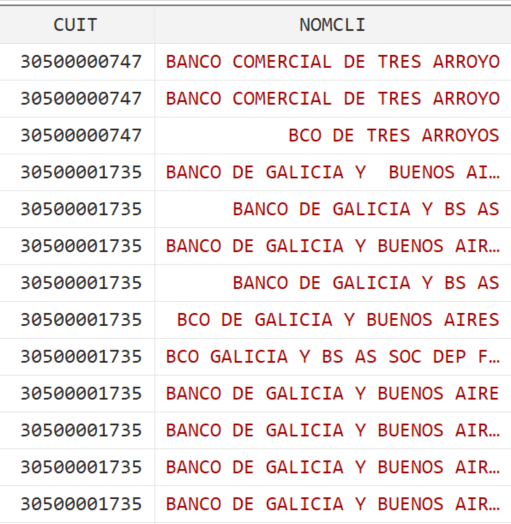 CUIT NOMCLI
30500000747 BANCO COMERCIAL DE TRES ARROYO
30500000747 BANCO COMERCIAL DE TRES ARROYO
30500000747 BCO DE TRES ARROYOS
30500001735 BANCO DE GALICIA Y  BUENOS AI…
30500001735 BANCO DE GALICIA Y BS AS
30500001735 BANCO DE GALICIA Y BUENOS AIR…
30500001735 BANCO DE GALICIA Y BS AS
30500001735 BCO DE GALICIA Y BUENOS AIRES
30500001735 BCO GALICIA Y BS AS SOC DEP F…
30500001735 BANCO DE GALICIA Y BUENOS AIRE
30500001735 BANCO DE GALICIA Y BUENOS AIR…
30500001735 BANCO DE GALICIA Y BUENOS AIR…
30500001735 BANCO DE GALICIA Y BUENOS AIR…